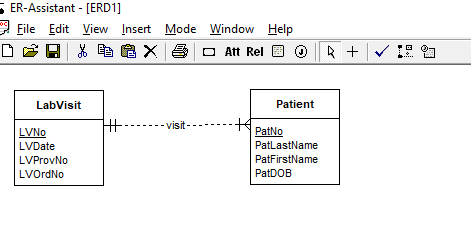 ER-Assistant - [ERD1]
File Edit View Insert Mode Window Help
Att Rel J
LabVisit
LVNo
LVDate
LVProvNo
LVOrdNo
visit
Patient
PatNo
PatLastName
PatFirstName
PatDOB